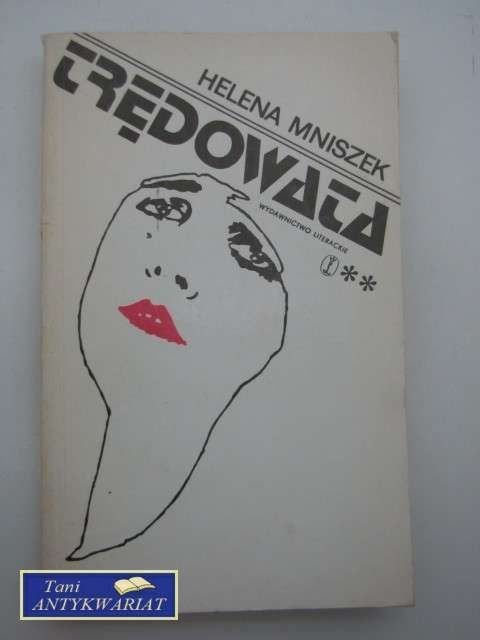 HELENA MNISZEK
TRĘDOWATA
WYDAWNICTWO LITERACKIE
**
Tani
ANTYKWARIAT